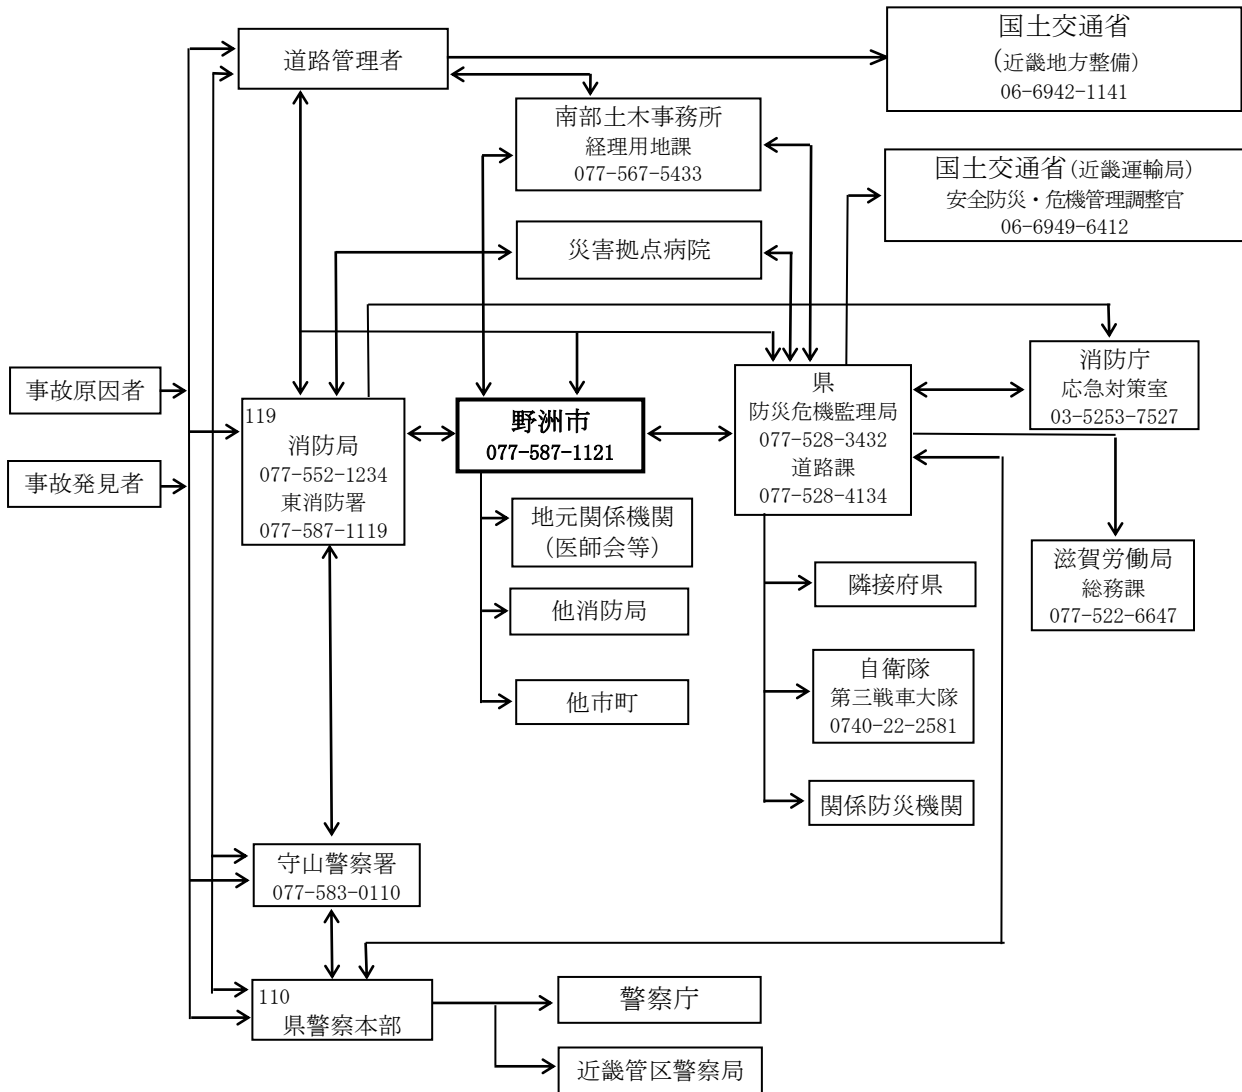 道路管理者
国土交通省
（近畿地方整備）
06-6942-1141
南部土木事務所
経理用地課
077-567-5433
国土交通省（近畿運輸局）
安全防災・危機管理調整官
06-6949-6412
災害拠点病院
事故原因者
事故発見者
119
消防局
077-552-1234
東消防署
077-587-1119
野洲市
077-587-1121
県
防災危機監理局
077-528-3432
道路課
077-528-4134
消防庁
応急対策室
03-5253-7527
地元関係機関
（医師会等）
他消防局
他市町
隣接府県
自衛隊
第三戦車大隊
0740-22-2581
関係防災機関
滋賀労働局
総務課
077-522-6647
守山警察署
077-583-0110
110
県警察本部
警察庁
近畿管区警察局